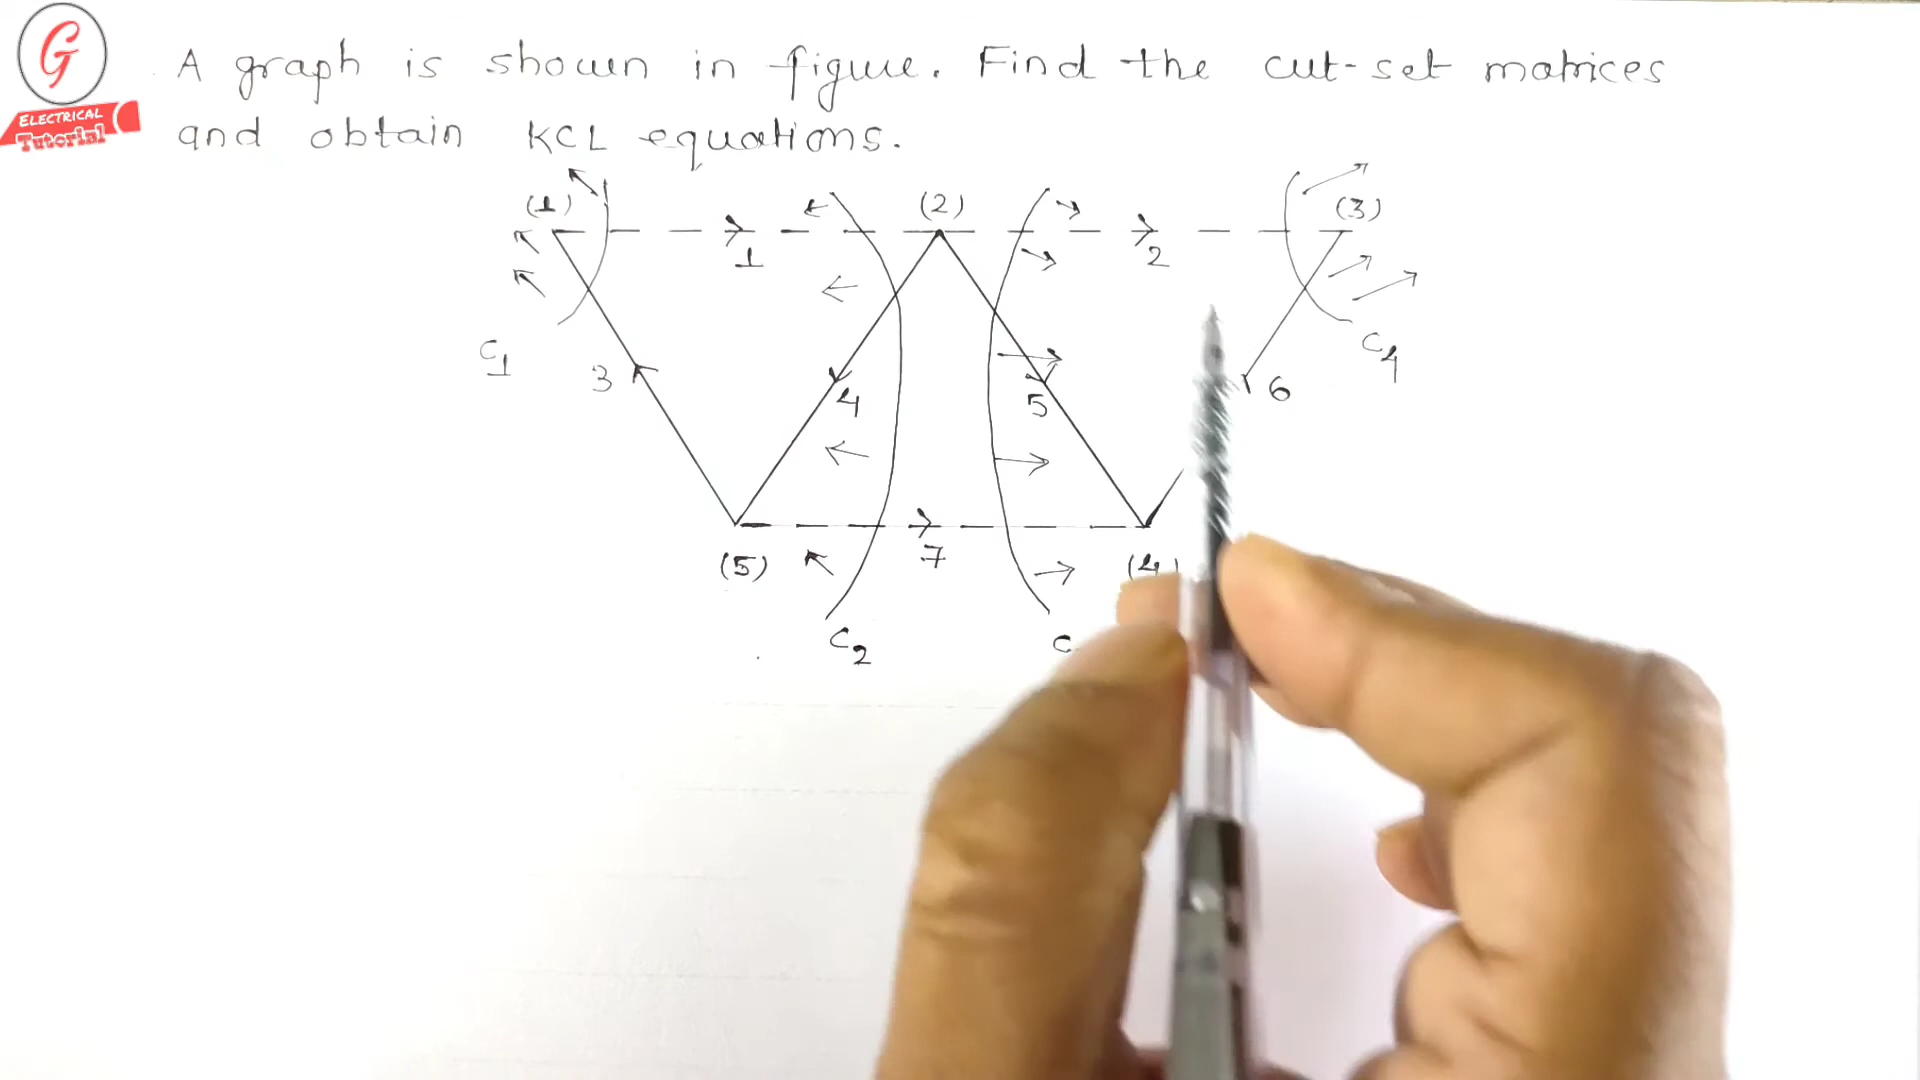 G
ELECTRICAL
Tutorial
A graph is shown in figure. Find the cut-set matrices
and obtain KCL equations.
(1) (2) (3)
1 2
C1 3 4 5 6 C4
(5) 7 (4)
C2 C